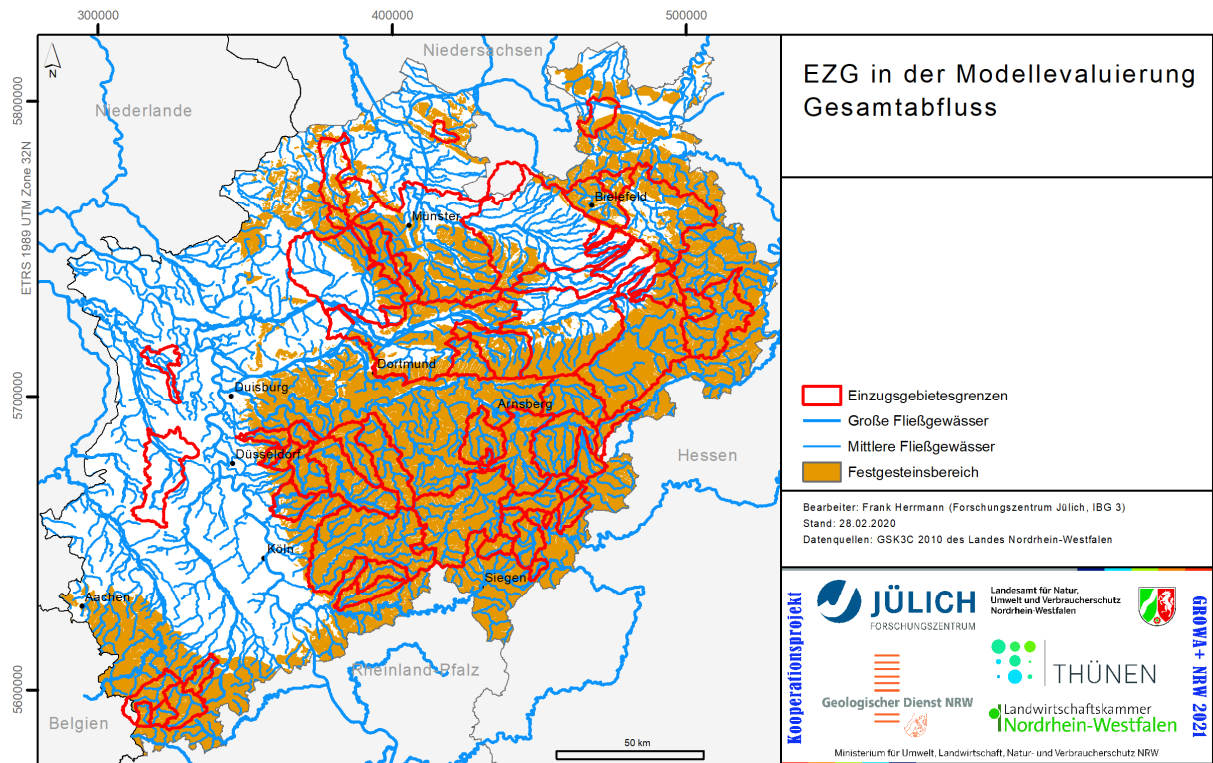 300000
400000
500000
5800000
5700000
5600000
ETRS 1989 UTM Zone 32N
N
Niedersachsen
Niederlande
Bielefeld
Münster
Dortmund
Duisburg
Arnsberg
Düsseldorf
Hessen
Köln
Siegen
Aachen
Rheinland-Pfalz
Belgien
50 km
EZG in der Modellevaluierung
Gesamtabfluss
Einzugsgebietesgrenzen
Große Fließgewässer
Mittlere Fließgewässer
Festgesteinsbereich
Bearbeiter: Frank Herrmann (Forschungszentrum Jülich, IBG 3)
Stand: 28.02.2020
Datenquellen: GSK3C 2010 des Landes Nordrhein-Westfalen
Kooperationsprojekt
JÜLICH
FORSCHUNGSZENTRUM
Landesamt für Natur,
Umwelt und Verbraucherschutz
Nordrhein-Westfalen
THÜNEN
Geologischer Dienst NRW
Landwirtschaftskammer
Nordrhein-Westfalen
GROWA+ NRW 2021
Ministerium für Umwelt, Landwirtschaft, Natur- und Verbraucherschutz NRW